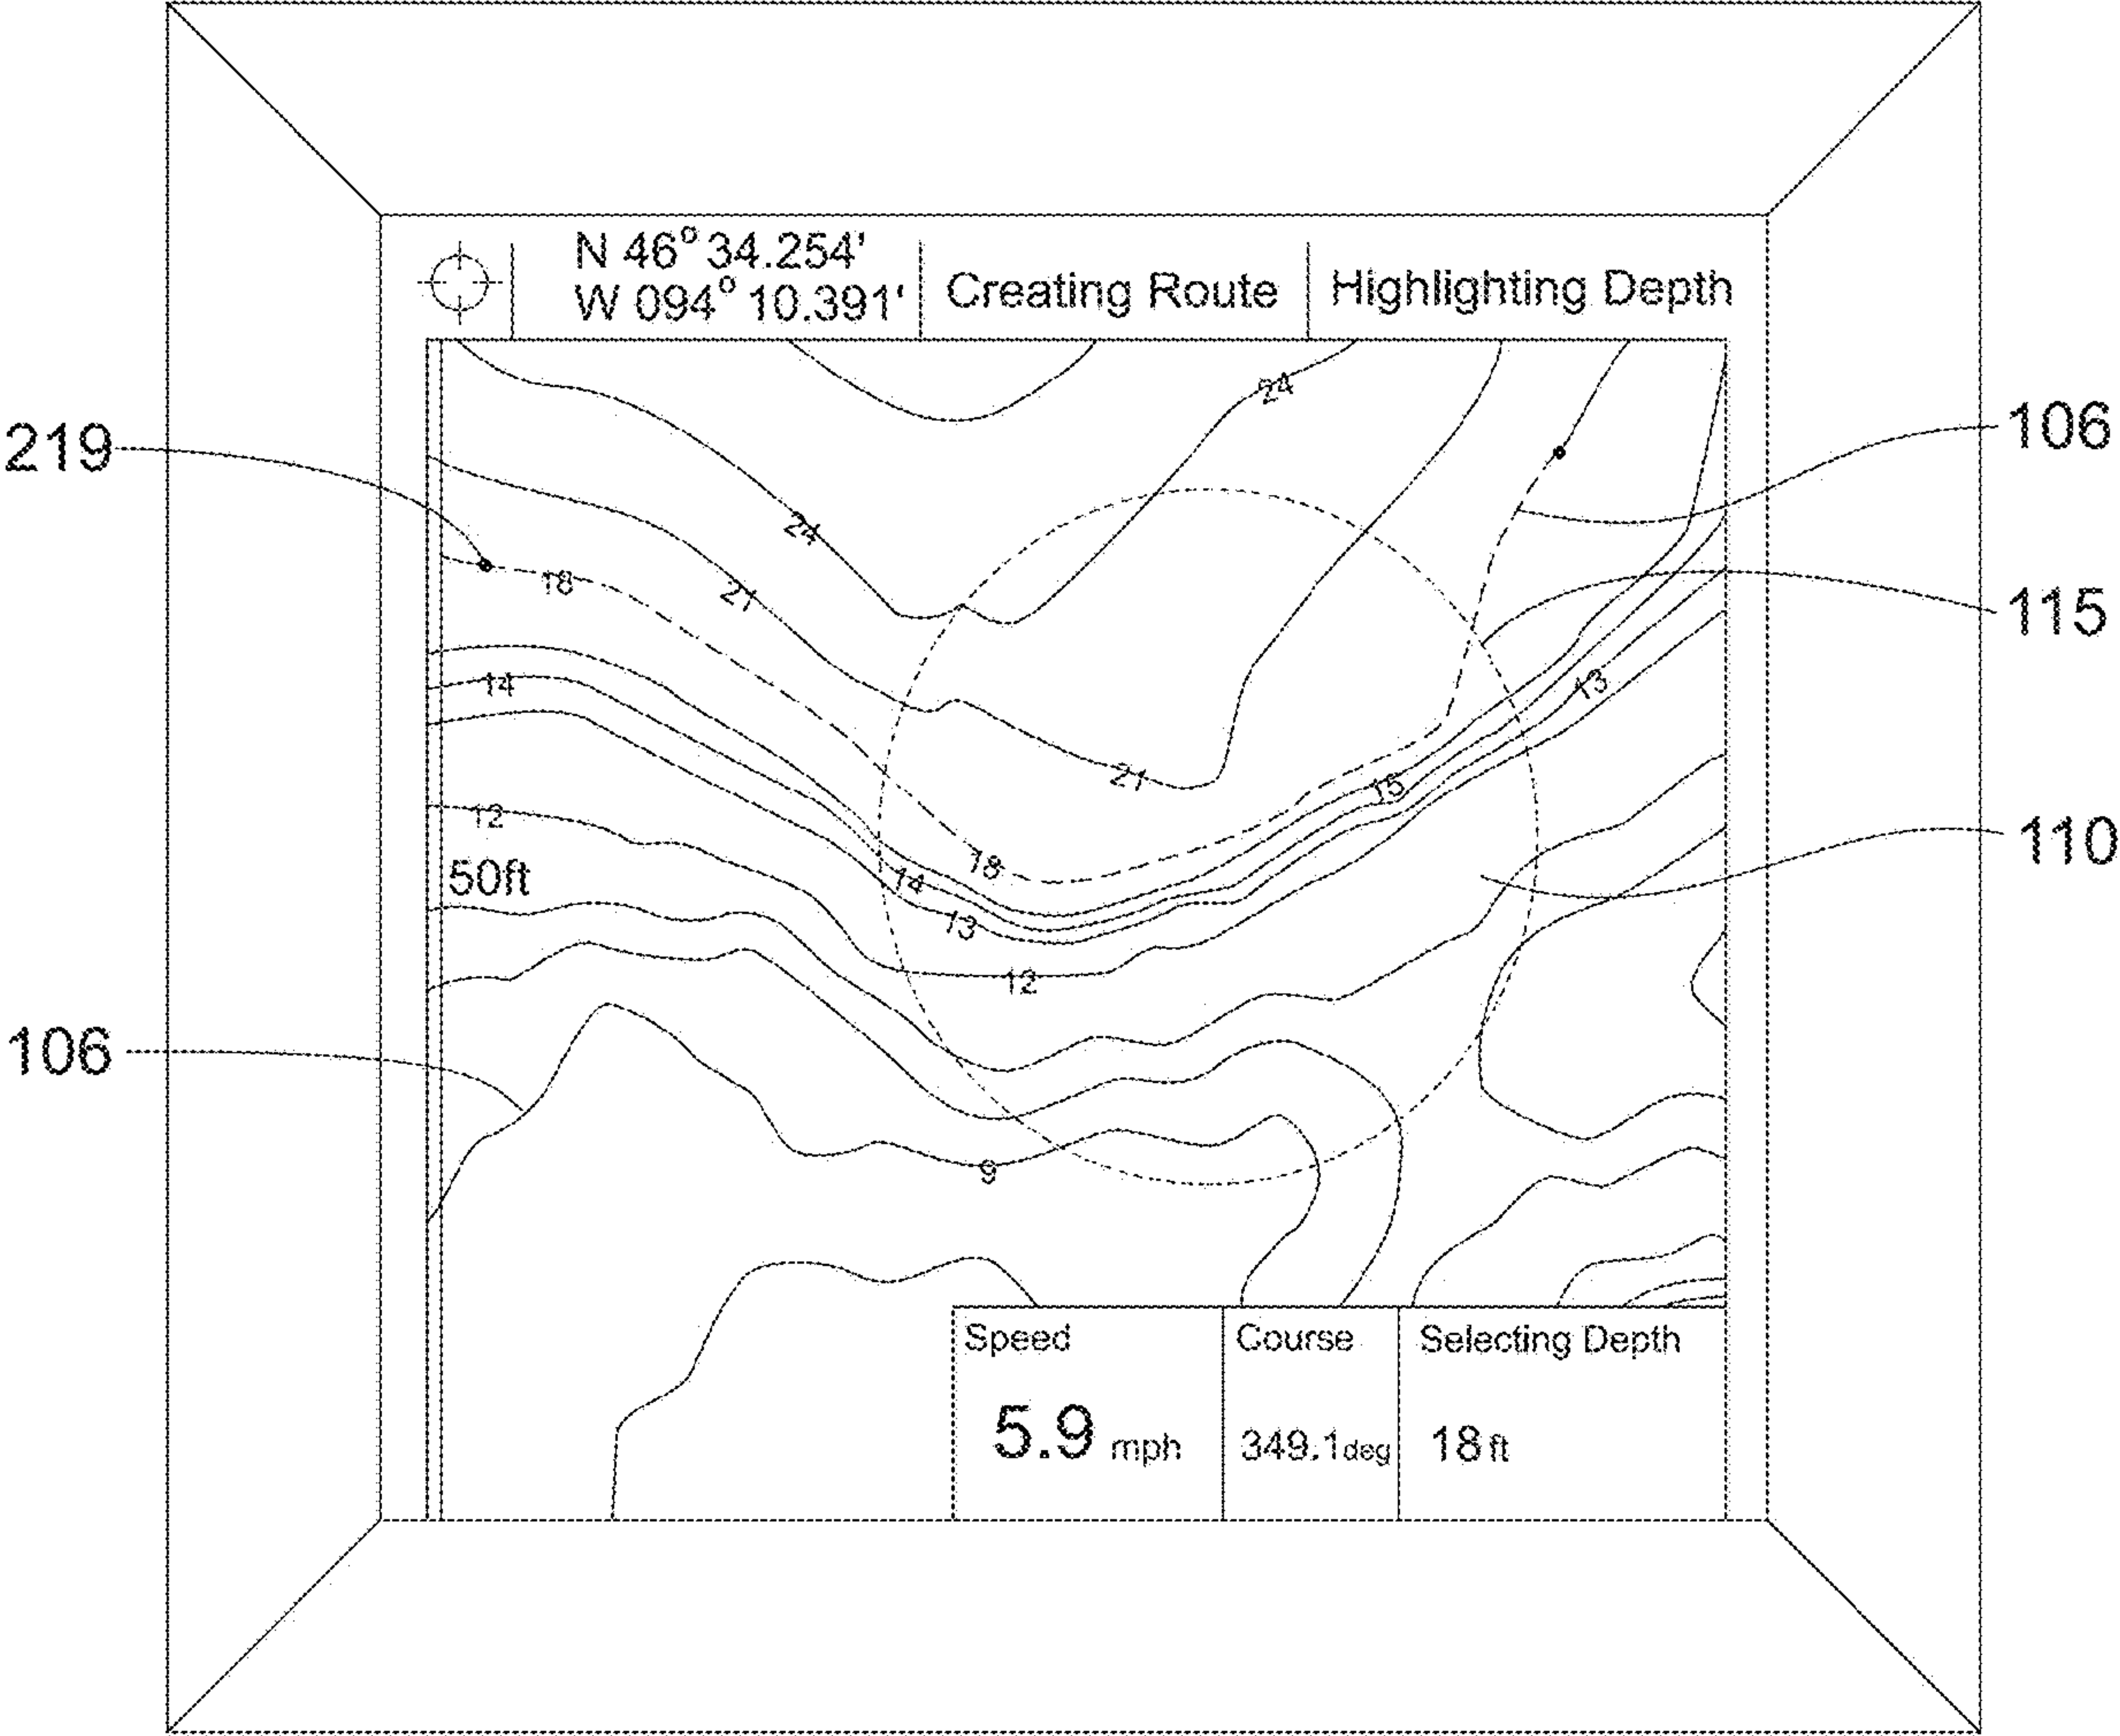 N 46° 34.254'
W 094° 10.391'
Creating Route
Highlighting Depth
24
219
106
24
18
21
115
14
13
21
15
12
110
18
50ft
14
13
12
106
9
Speed
Course
Selecting Depth
5.9 mph
349.1deg
18 ft